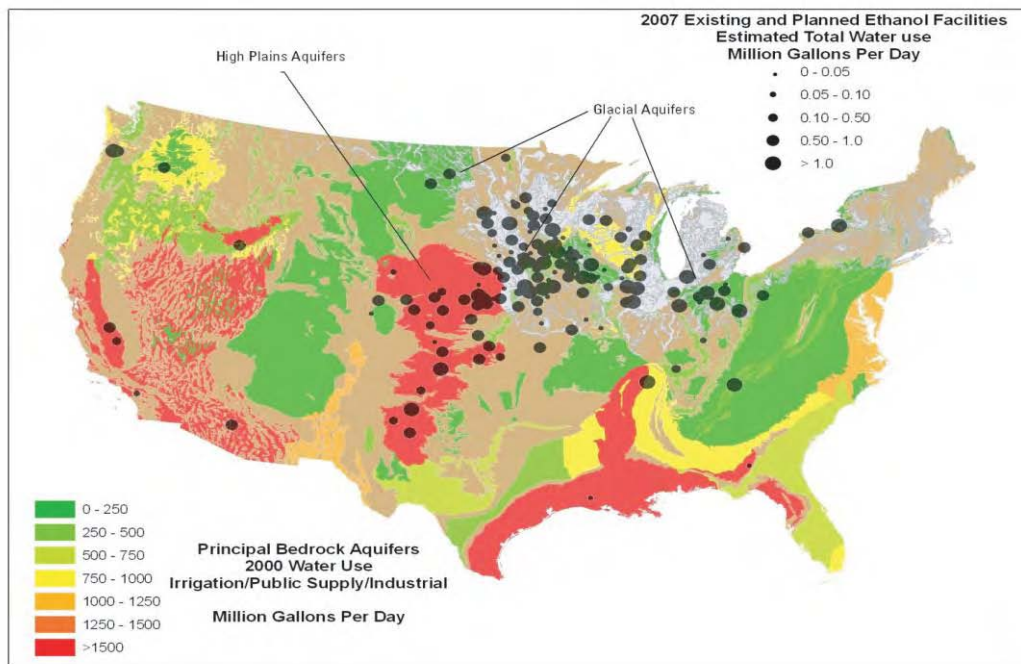 2007 Existing and Planned Ethanol Facilities
Estimated Total Water use
Million Gallons Per Day
0 - 0.05
0.05 - 0.10
0.10 - 0.50
0.50 - 1.0
> 1.0
High Plains Aquifers
Glacial Aquifers
0 - 250
250 - 500
500 - 750
750 - 1000
1000 - 1250
1250 - 1500
>1500
Principal Bedrock Aquifers
2000 Water Use
Irrigation/Public Supply/Industrial
Million Gallons Per Day